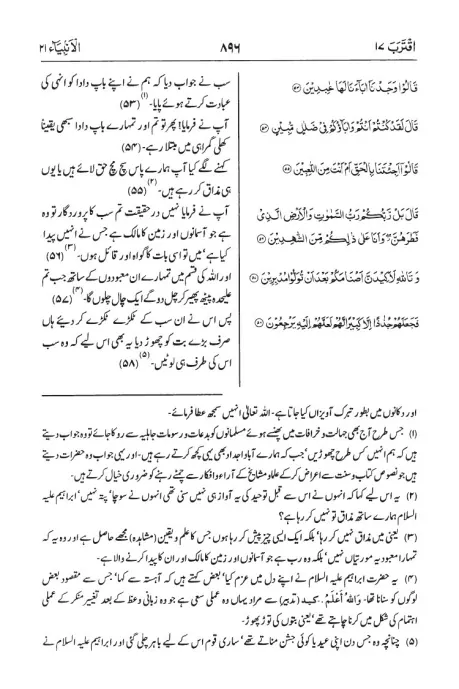 اقترب ١٧
٨٩٦
الأنبياء ٢١
قَالُوْا وَجَدْنَآ اٰبَآءَنَا لَهَا عٰبِدِيْنَ ۝٥٣
قَالَ لَقَدْ كُنْتُمْ اَنْتُمْ وَاٰبَآؤُكُمْ فِيْ ضَلٰلٍ مُّبِيْنٍ ۝٥٤
قَالُوْٓا اَجِئْتَنَا بِالْحَقِّ اَمْ اَنْتَ مِنَ اللّٰعِبِيْنَ ۝٥٥
قَالَ بَلْ رَّبُّكُمْ رَبُّ السَّمٰوٰتِ وَالْاَرْضِ الَّذِيْ
فَطَرَهُنَّ ۖ وَاَنَا عَلٰى ذٰلِكُمْ مِّنَ الشّٰهِدِيْنَ ۝٥٦
وَتَاللّٰهِ لَاَكِيْدَنَّ اَصْنَامَكُمْ بَعْدَ اَنْ تُوَلُّوْا مُدْبِرِيْنَ ۝٥٧
فَجَعَلَهُمْ جُذٰذًا اِلَّا كَبِيْرًا لَّهُمْ لَعَلَّهُمْ اِلَيْهِ يَرْجِعُوْنَ ۝٥٨
سب نے جواب دیا کہ ہم نے اپنے باپ دادا کو انہی کی
عبادت کرتے ہوئے پایا۔ (۱) (۵۳)
آپ نے فرمایا! پھر تو تم اور تمہارے باپ دادا سبھی یقیناً
کھلی گمراہی میں مبتلا رہے۔ (۵۴)
کہنے لگے کیا آپ ہمارے پاس سچ مچ حق لائے ہیں یا یوں
ہی مذاق کر رہے ہیں۔ (۲) (۵۵)
آپ نے فرمایا نہیں درحقیقت تم سب کا پروردگار تو وہ
ہے جو آسمانوں اور زمین کا مالک ہے جس نے انہیں پیدا
کیا ہے' میں تو اسی بات کا گواہ اور قائل ہوں۔ (۳) (۵۶)
اور اللہ کی قسم میں تمہارے ان معبودوں کے ساتھ جب تم
علیحدہ پیٹھ پھیر کر چل دو گے ایک چال چلوں گا۔ (۴) (۵۷)
پس اس نے ان سب کے ٹکڑے ٹکڑے کر دیئے ہاں
صرف بڑے بت کو چھوڑ دیا یہ بھی اس لیے کہ وہ سب
اس کی طرف ہی لوٹیں۔ (۵) (۵۸)
اور دکانوں میں بطور تبرک آویزاں کیا جاتا ہے۔ اللہ تعالیٰ انہیں سمجھ عطا فرمائے۔
(۱) جس طرح آج بھی جہالت و خرافات میں پھنسے ہوئے مسلمانوں کو بدعات و رسومات جاہلیہ سے روکا جائے تو وہ جواب دیتے
ہیں کہ ہم انہیں کس طرح چھوڑیں' جب کہ ہمارے آباو اجداد بھی یہی کچھ کرتے رہے ہیں۔ اور یہی جواب وہ حضرات دیتے
ہیں جو نصوص کتاب و سنت سے اعراض کر کے علما و مشائخ کے آراء و افکار سے چمٹے رہنے کو ضروری خیال کرتے ہیں۔
(۲) یہ اس لیے کہا کہ انہوں نے اس سے قبل توحید کی یہ آواز ہی نہیں سنی تھی انہوں نے سوچا' پتہ نہیں' ابراہیم علیہ
السلام ہمارے ساتھ مذاق تو نہیں کر رہا ہے؟
(۳) یعنی میں مذاق نہیں کر رہا' بلکہ ایک ایسی چیز پیش کر رہا ہوں جس کا علم و یقین (مشاہدہ) مجھے حاصل ہے اور وہ یہ کہ
تمہارا معبود یہ مورتیاں نہیں' بلکہ وہ رب ہے جو آسمانوں اور زمین کا مالک اور ان کا پیدا کرنے والا ہے۔
(۴) یہ حضرت ابراہیم علیہ السلام نے اپنے دل میں عزم کیا' بعض کہتے ہیں کہ آہستہ سے کہا' جس سے مقصود بعض
لوگوں کو سنانا تھا۔ وَاللهُ أَعْلَمُ. کید (تدبیر) سے مراد یہاں وہ عملی سعی ہے جو وہ زبانی وعظ کے بعد تغییر منکر کے عملی
اہتمام کی شکل میں کرنا چاہتے تھے' یعنی بتوں کی توڑ پھوڑ۔
(۵) چنانچہ وہ جس دن اپنی عید یا کوئی جشن مناتے تھے' ساری قوم اس کے لیے باہر چلی گئی اور ابراہیم علیہ السلام نے